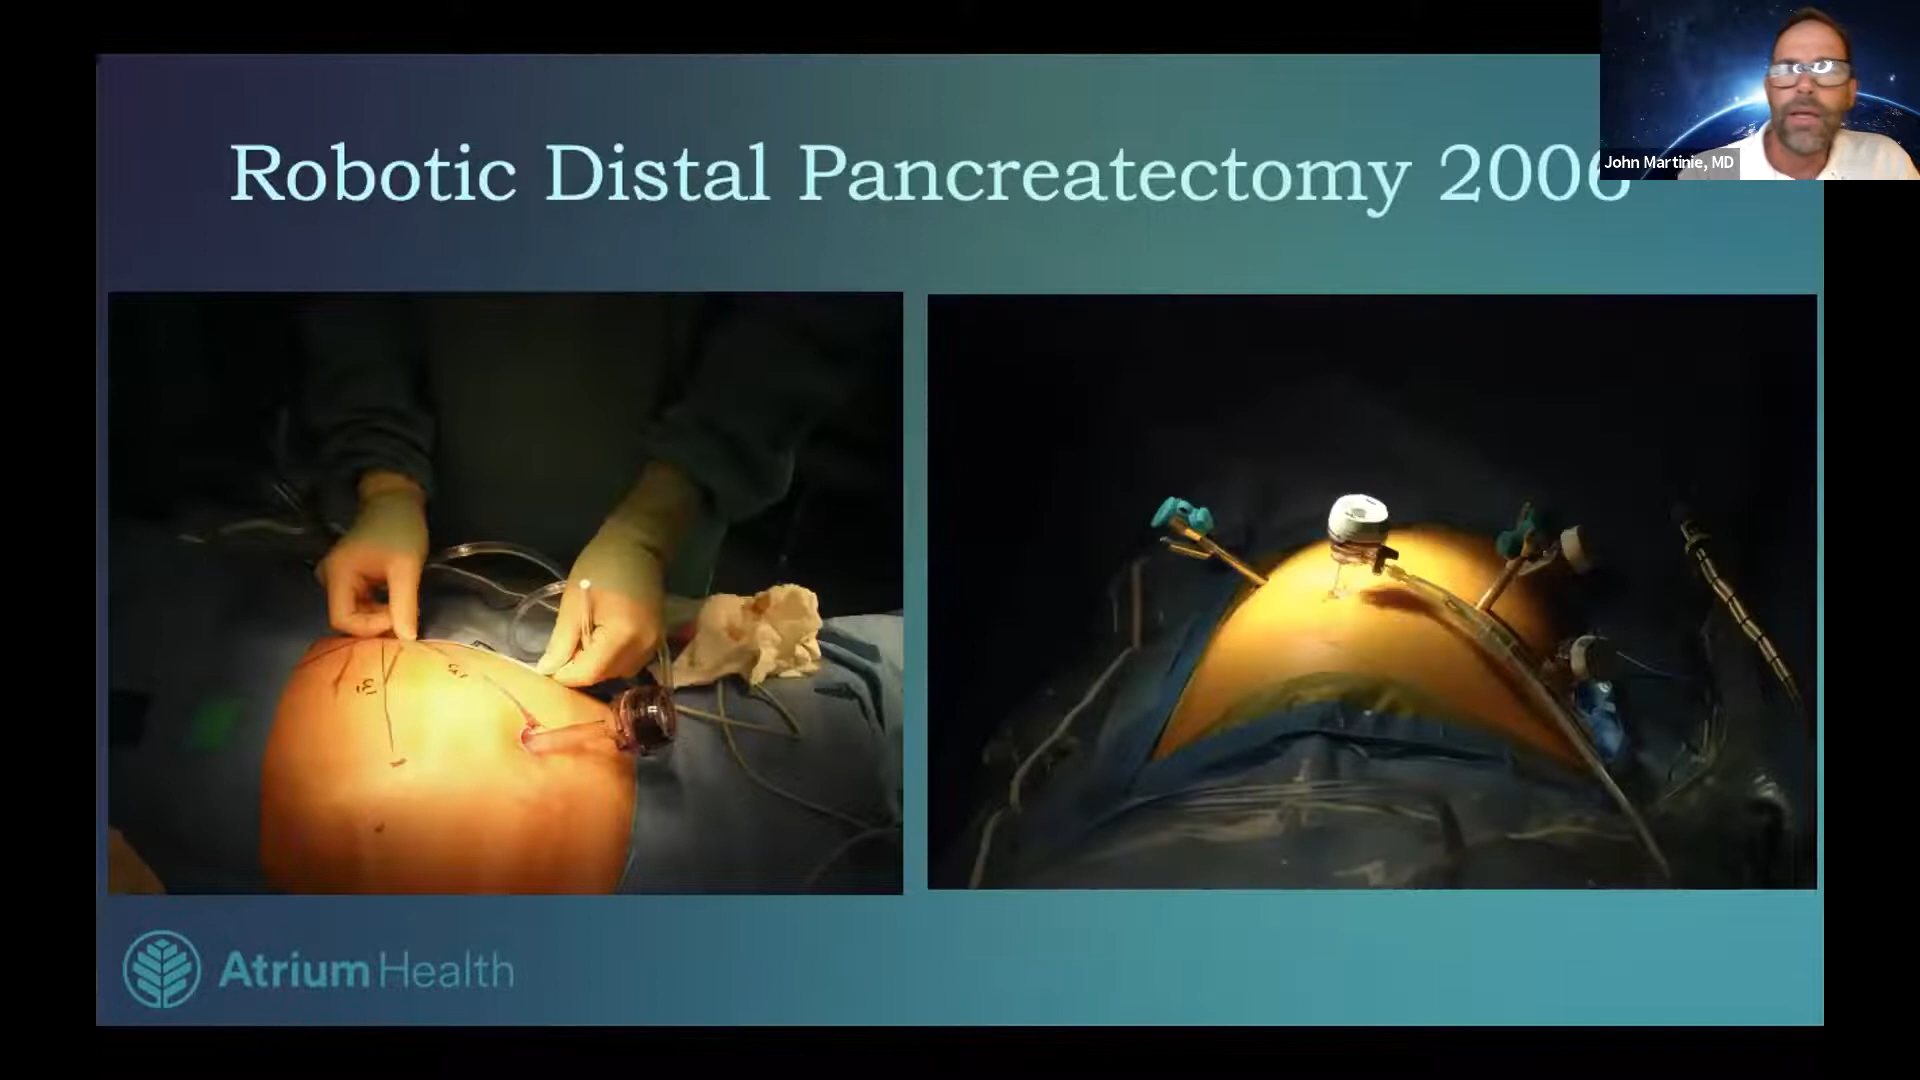 Robotic Distal Pancreatectomy 2006
John Martinie, MD
Atrium Health